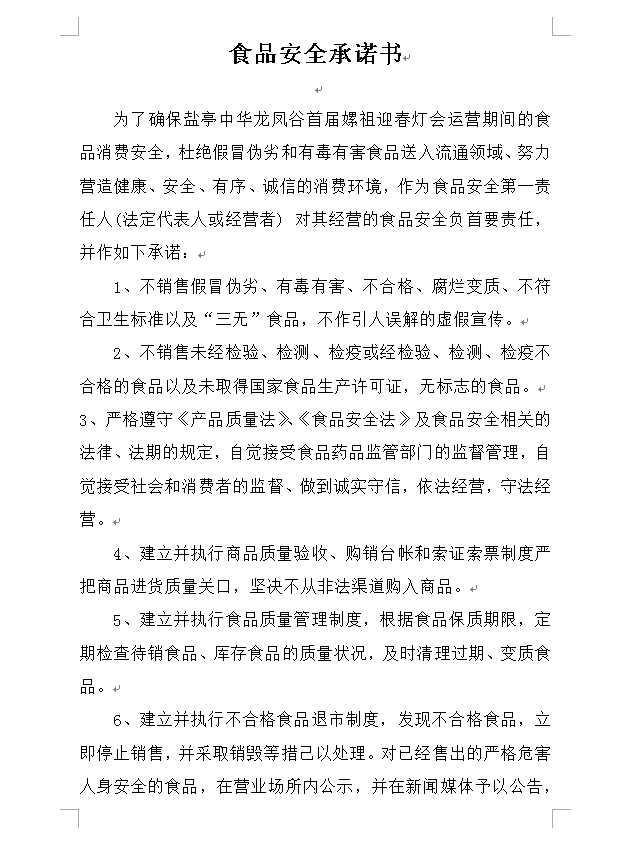 食品安全承诺书
为了确保盐亭中华龙凤谷首届嫘祖迎春灯会运营期间的食
品消费安全，杜绝假冒伪劣和有毒有害食品送入流通领域、努力
营造健康、安全、有序、诚信的消费环境，作为食品安全第一责
任人(法定代表人或经营者) 对其经营的食品安全负首要责任，
并作如下承诺：
1、不销售假冒伪劣、有毒有害、不合格、腐烂变质、不符
合卫生标准以及“三无”食品，不作引人误解的虚假宣传。
2、不销售未经检验、检测、检疫或经检验、检测、检疫不
合格的食品以及未取得国家食品生产许可证，无标志的食品。
3、严格遵守《产品质量法》、《食品安全法》及食品安全相关的
法律、法期的规定，自觉接受食品药品监管部门的监督管理，自
觉接受社会和消费者的监督、做到诚实守信，依法经营，守法经
营。
4、建立并执行商品质量验收、购销台帐和索证索票制度严
把商品进货质量关口，坚决不从非法渠道购入商品。
5、建立并执行食品质量管理制度，根据食品保质期限，定
期检查待销食品、库存食品的质量状况，及时清理过期、变质食
品。
6、建立并执行不合格食品退市制度，发现不合格食品，立
即停止销售，并采取销毁等措己以处理。对已经售出的严格危害
人身安全的食品，在营业场所内公示，并在新闻媒体予以公告，